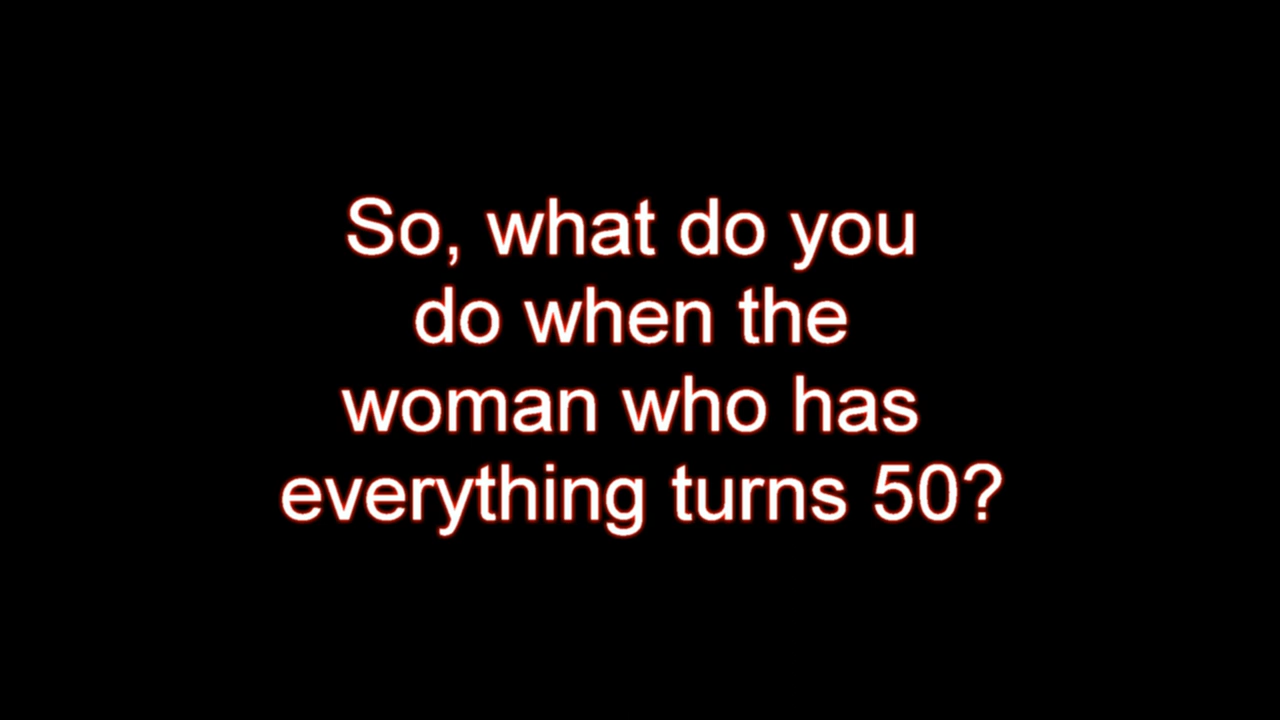 So, what do you
do when the
woman who has
everything turns 50?